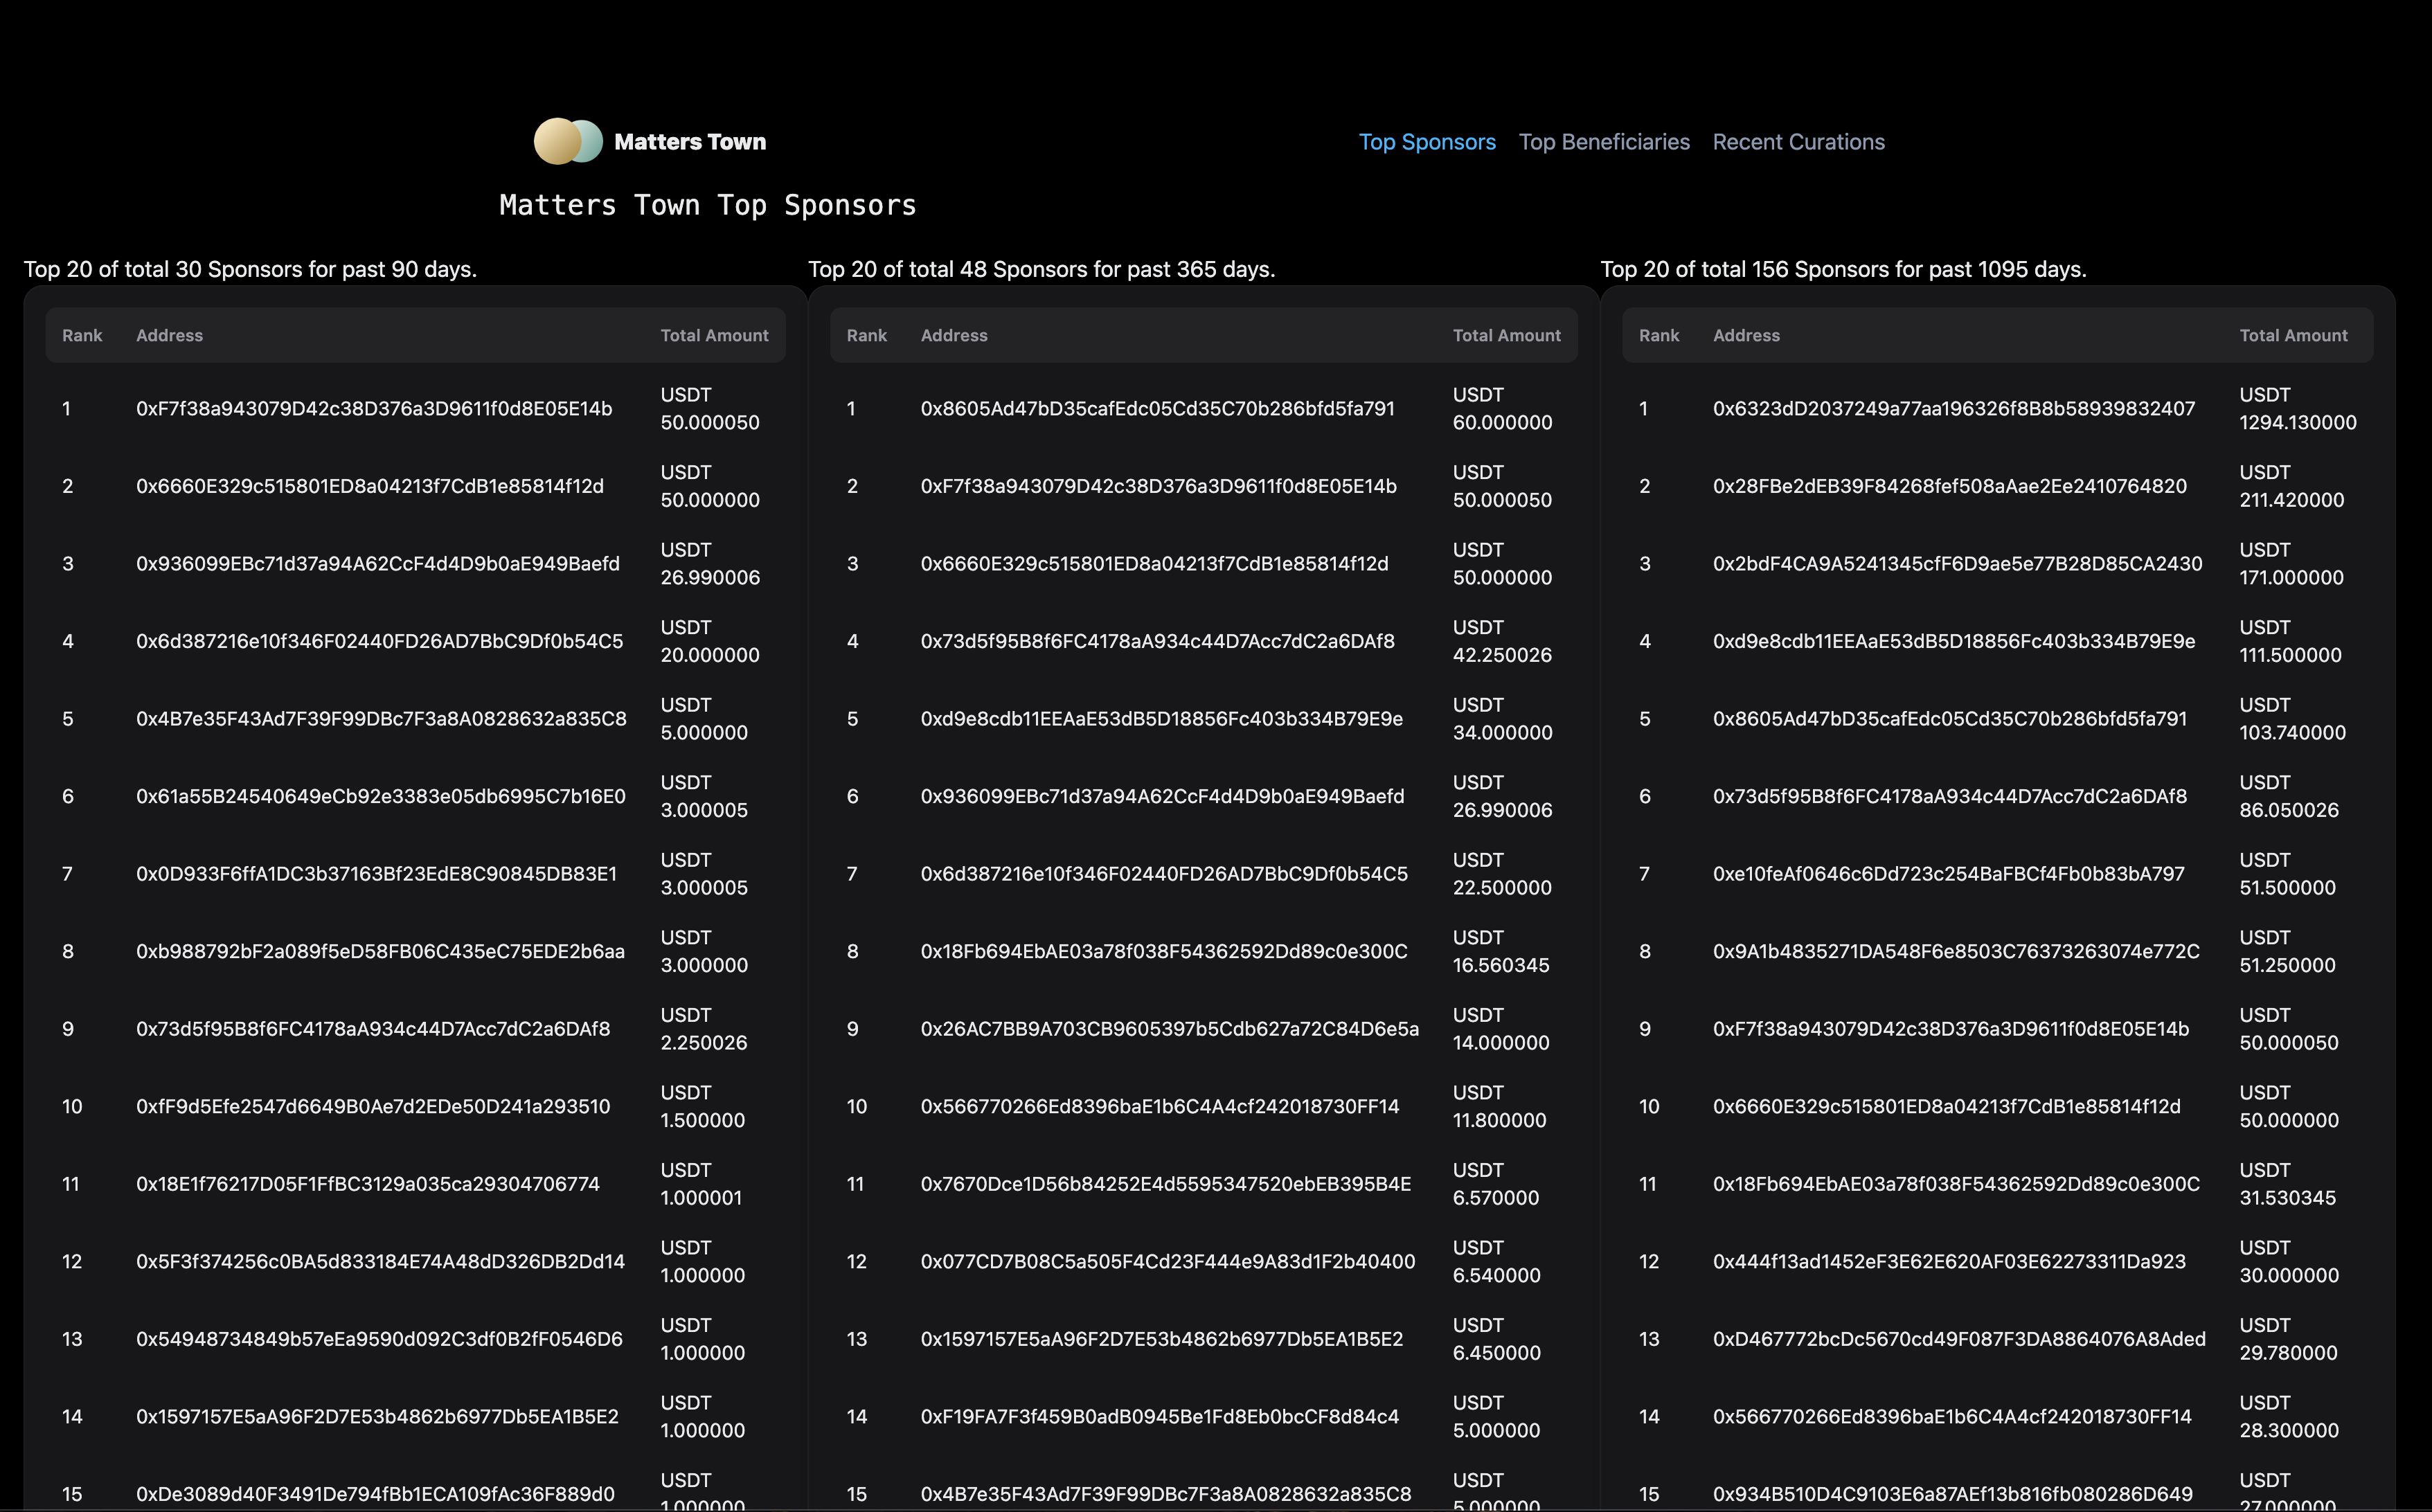 Matters Town
Top Sponsors Top Beneficiaries Recent Curations
Matters Town Top Sponsors
Top 20 of total 30 Sponsors for past 90 days.
Rank Address Total Amount
1 0xF7f38a943079D42c38D376a3D9611f0d8E05E14b USDT 50.000050
2 0x6660E329c515801ED8a04213f7CdB1e85814f12d USDT 50.000000
3 0x936099EBc71d37a94A62CcF4d4D9b0aE949Baefd USDT 26.990006
4 0x6d387216e10f346F02440FD26AD7BbC9Df0b54C5 USDT 20.000000
5 0x4B7e35F43Ad7F39F99DBc7F3a8A0828632a835C8 USDT 5.000000
6 0x61a55B24540649eCb92e3383e05db6995C7b16E0 USDT 3.000005
7 0x0D933F6ffA1DC3b37163Bf23EdE8C90845DB83E1 USDT 3.000005
8 0xb988792bF2a089f5eD58FB06C435eC75EDE2b6aa USDT 3.000000
9 0x73d5f95B8f6FC4178aA934c44D7Acc7dC2a6DAf8 USDT 2.250026
10 0xfF9d5Efe2547d6649B0Ae7d2EDe50D241a293510 USDT 1.500000
11 0x18E1f76217D05F1FfBC3129a035ca29304706774 USDT 1.000001
12 0x5F3f374256c0BA5d833184E74A48dD326DB2Dd14 USDT 1.000000
13 0x54948734849b57eEa9590d092C3df0B2fF0546D6 USDT 1.000000
14 0x1597157E5aA96F2D7E53b4862b6977Db5EA1B5E2 USDT 1.000000
15 0xDe3089d40F3491De794fBb1ECA109fAc36F889d0 USDT 1.000000
Top 20 of total 48 Sponsors for past 365 days.
Rank Address Total Amount
1 0x8605Ad47bD35cafEdc05Cd35C70b286bfd5fa791 USDT 60.000000
2 0xF7f38a943079D42c38D376a3D9611f0d8E05E14b USDT 50.000050
3 0x6660E329c515801ED8a04213f7CdB1e85814f12d USDT 50.000000
4 0x73d5f95B8f6FC4178aA934c44D7Acc7dC2a6DAf8 USDT 42.250026
5 0xd9e8cdb11EEAaE53dB5D18856Fc403b334B79E9e USDT 34.000000
6 0x936099EBc71d37a94A62CcF4d4D9b0aE949Baefd USDT 26.990006
7 0x6d387216e10f346F02440FD26AD7BbC9Df0b54C5 USDT 22.500000
8 0x18Fb694EbAE03a78f038F54362592Dd89c0e300C USDT 16.560345
9 0x26AC7BB9A703CB9605397b5Cdb627a72C84D6e5a USDT 14.000000
10 0x566770266Ed8396baE1b6C4A4cf242018730FF14 USDT 11.800000
11 0x7670Dce1D56b84252E4d5595347520ebEB395B4E USDT 6.570000
12 0x077CD7B08C5a505F4Cd23F444e9A83d1F2b40400 USDT 6.540000
13 0x1597157E5aA96F2D7E53b4862b6977Db5EA1B5E2 USDT 6.450000
14 0xF19FA7F3f459B0adB0945Be1Fd8Eb0bcCF8d84c4 USDT 5.000000
15 0x4B7e35F43Ad7F39F99DBc7F3a8A0828632a835C8 USDT 5.000000
Top 20 of total 156 Sponsors for past 1095 days.
Rank Address Total Amount
1 0x6323dD2037249a77aa196326f8B8b58939832407 USDT 1294.130000
2 0x28FBe2dEB39F84268fef508aAae2Ee2410764820 USDT 211.420000
3 0x2bdF4CA9A5241345cfF6D9ae5e77B28D85CA2430 USDT 171.000000
4 0xd9e8cdb11EEAaE53dB5D18856Fc403b334B79E9e USDT 111.500000
5 0x8605Ad47bD35cafEdc05Cd35C70b286bfd5fa791 USDT 103.740000
6 0x73d5f95B8f6FC4178aA934c44D7Acc7dC2a6DAf8 USDT 86.050026
7 0xe10feAf0646c6Dd723c254BaFBCf4Fb0b83bA797 USDT 51.500000
8 0x9A1b4835271DA548F6e8503C76373263074e772C USDT 51.250000
9 0xF7f38a943079D42c38D376a3D9611f0d8E05E14b USDT 50.000050
10 0x6660E329c515801ED8a04213f7CdB1e85814f12d USDT 50.000000
11 0x18Fb694EbAE03a78f038F54362592Dd89c0e300C USDT 31.530345
12 0x444f13ad1452eF3E62E620AF03E62273311Da923 USDT 30.000000
13 0xD467772bcDc5670cd49F087F3DA8864076A8Aded USDT 29.780000
14 0x566770266Ed8396baE1b6C4A4cf242018730FF14 USDT 28.300000
15 0x934B510D4C9103E6a87AEf13b816fb080286D649 USDT 27.000000